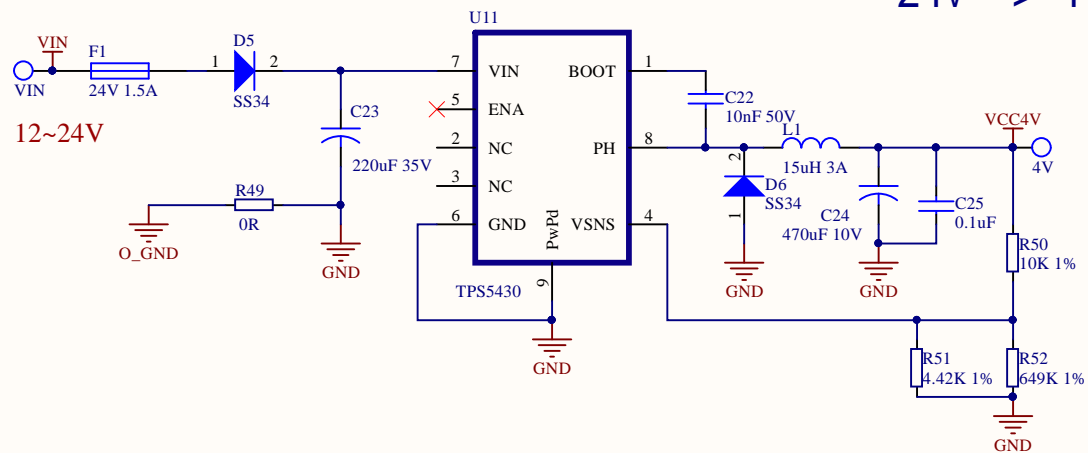 U11
VIN
VIN
F1
24V 1.5A
12~24V
1
D5
2
SS34
C23
220uF 35V
R49
0R
O_GND
GND
7
VIN
5
ENA
2
NC
3
NC
6
GND
BOOT
1
PH
8
VSNS
4
PwPd
9
TPS5430
GND
C22
10nF 50V
2
D6
SS34
1
GND
L1
15uH 3A
C24
470uF 10V
GND
C25
0.1uF
VCC4V
4V
R50
10K 1%
R51
4.42K 1%
R52
649K 1%
GND